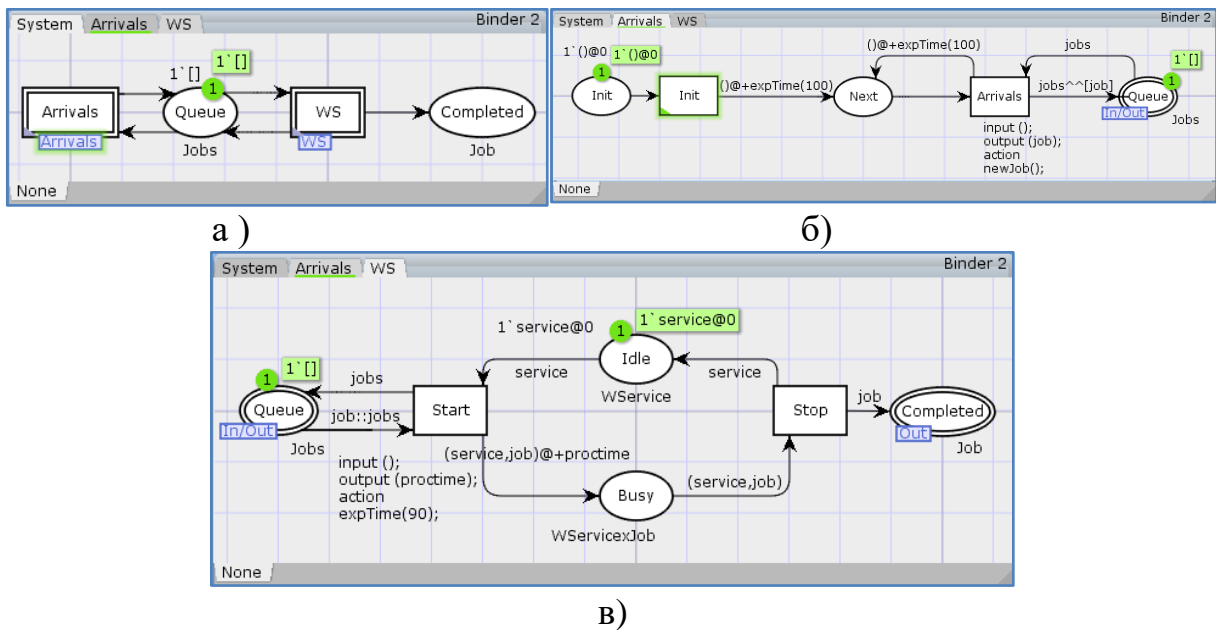 System Arrivals WS Binder 2
1`[] 1`[]
1
Arrivals Queue WS Completed
Arrivals Jobs WS Job
None
а )
System Arrivals WS Binder 2
1`()@0 1`()@0 ()@+expTime(100) jobs 1`[]
1 1
Init Init ()@+expTime(100) Next Arrivals jobs^^[job] Queue
In/Out Jobs
input ();
output (job);
action
newJob();
None
б)
System Arrivals WS Binder 2
1`service@0 1 1`service@0
Idle
service service
WService
1 1`[] jobs
Queue Start Stop job Completed
In/Out job::jobs Out
Jobs Job
(service,job)@+proctime
input ();
output (proctime);
action
expTime(90);
Busy (service,job)
WServicexJob
None
в)